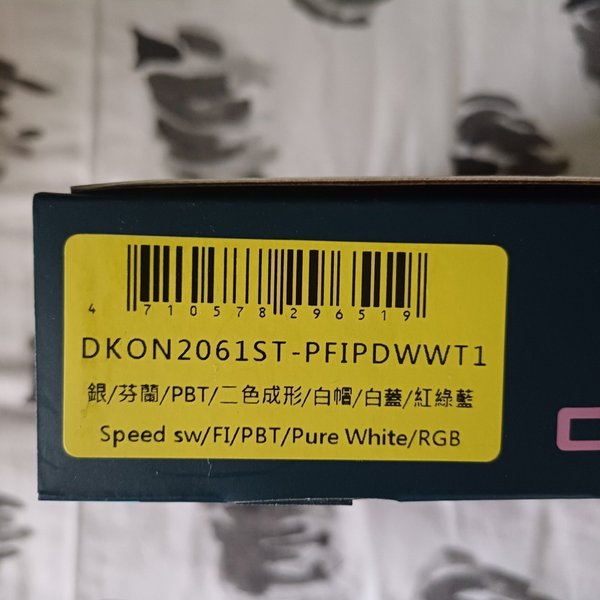 4 710578 296519
DKON2061ST-PFIPDWWT1
銀/芬蘭/PBT/二色成形/白帽/白蓋/紅綠藍
Speed sw/FI/PBT/Pure White/RGB